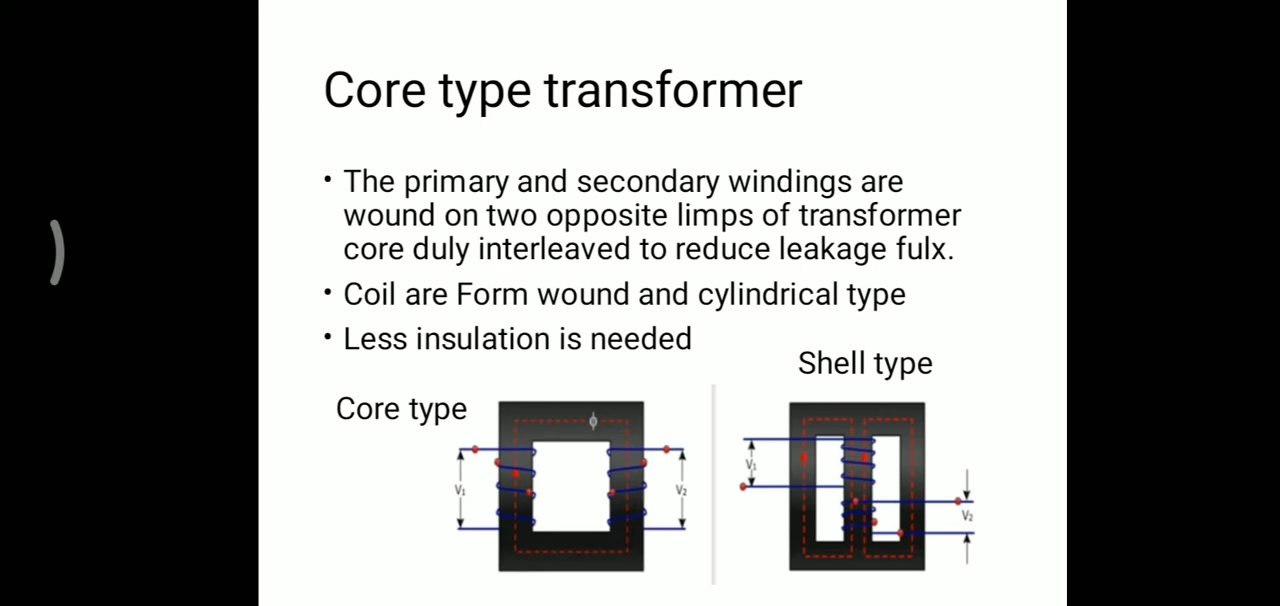 Core type transformer
• The primary and secondary windings are
wound on two opposite limps of transformer
core duly interleaved to reduce leakage fulx.
• Coil are Form wound and cylindrical type
• Less insulation is needed
Shell type
Core type
ϕ
V₁
V₂
V₁
V₂